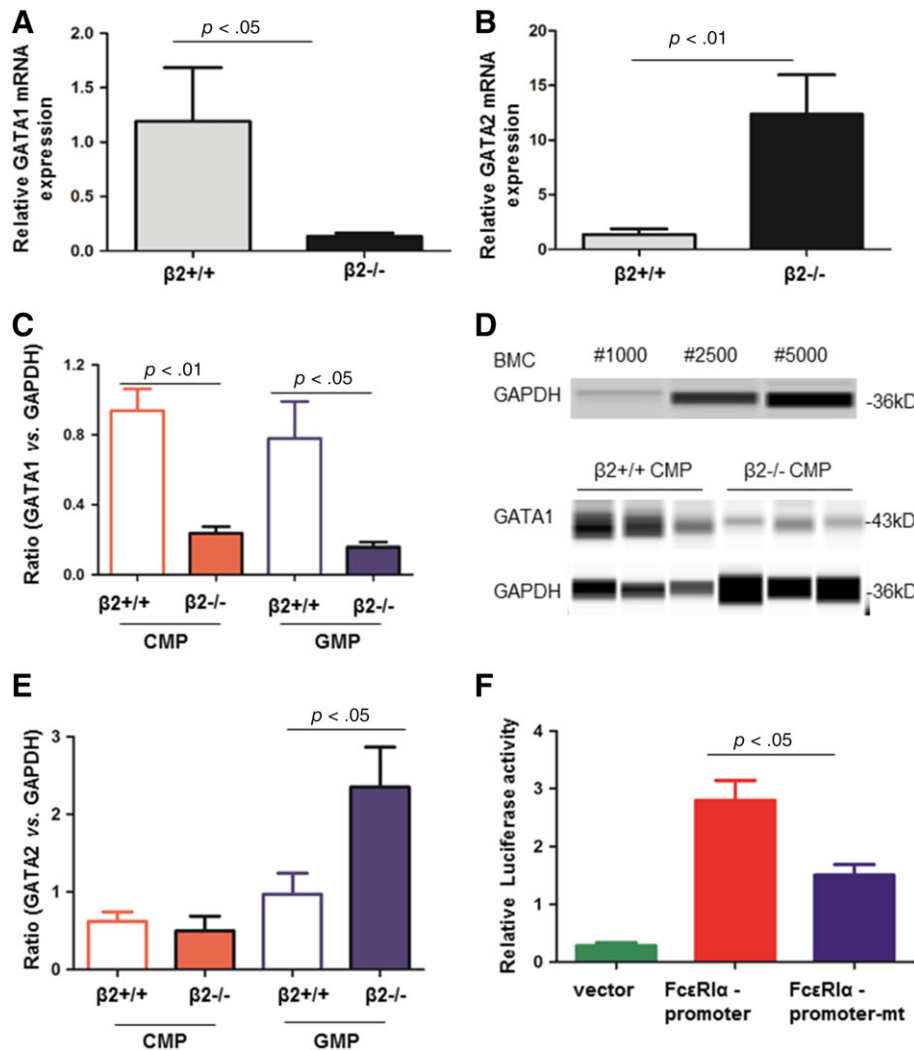 A
p < .05
Relative GATA1 mRNA
expression
2.0
1.5
1.0
0.5
0.0
β2+/+ β2-/-
B
p < .01
Relative GATA2 mRNA
expression
20
15
10
5
0
β2+/+ β2-/-
C
Ratio (GATA1 vs. GAPDH)
p < .01
p < .05
1.2
0.8
0.4
0.0
β2+/+ β2-/- β2+/+ β2-/-
CMP GMP
D
BMC #1000 #2500 #5000
GAPDH -36kD
β2+/+ CMP β2-/- CMP
GATA1 -43kD
GAPDH -36kD
E
Ratio (GATA2 vs. GAPDH)
p < .05
3
2
1
0
β2+/+ β2-/- β2+/+ β2-/-
CMP GMP
F
Relative Luciferase activity
p < .05
4
3
2
1
0
vector FcεRIα - FcεRIα -
promoter promoter-mt